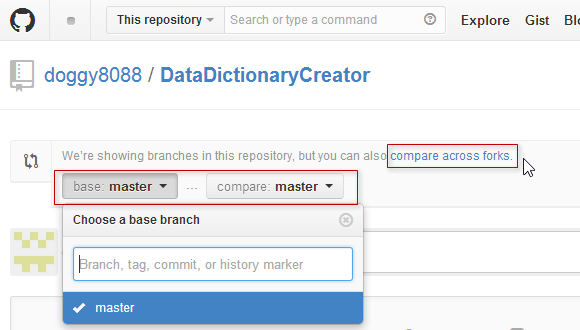 This repository Search or type a command Explore Gist Bl
doggy8088 / DataDictionaryCreator
We're showing branches in this repository, but you can also compare across forks.
base: master ... compare: master
Choose a base branch
Branch, tag, commit, or history marker
master